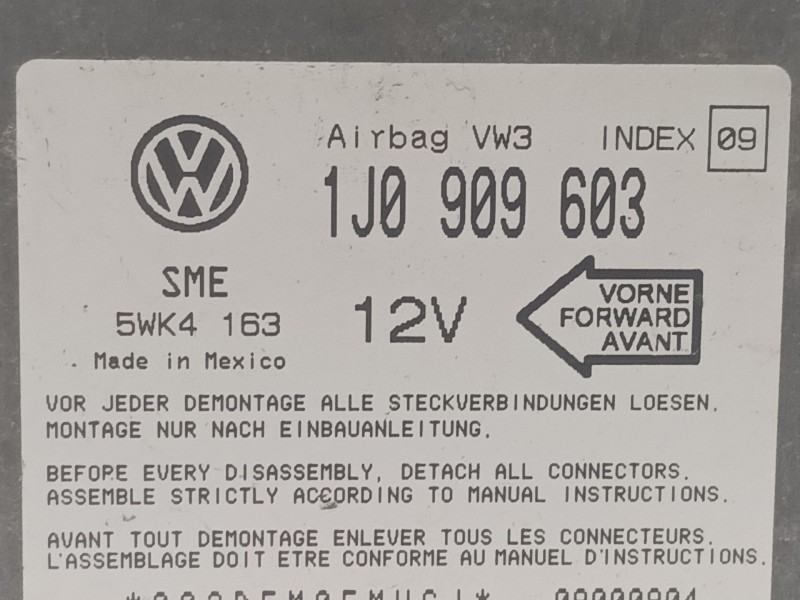 Airbag VW3 INDEX 09
1J0 909 603
SME
5WK4 163
12V
Made in Mexico
VORNE
FORWARD
AVANT
VOR JEDER DEMONTAGE ALLE STECKVERBINDUNGEN LOESEN.
MONTAGE NUR NACH EINBAUANLEITUNG.
BEFORE EVERY DISASSEMBLY, DETACH ALL CONNECTORS.
ASSEMBLE STRICTLY ACCORDING TO MANUAL INSTRUCTIONS.
AVANT TOUT DEMONTAGE ENLEVER TOUS LES CONNECTEURS.
L'ASSEMBLAGE DOIT ETRE CONFORME AU MANUEL D'INSTRUCTIONS.